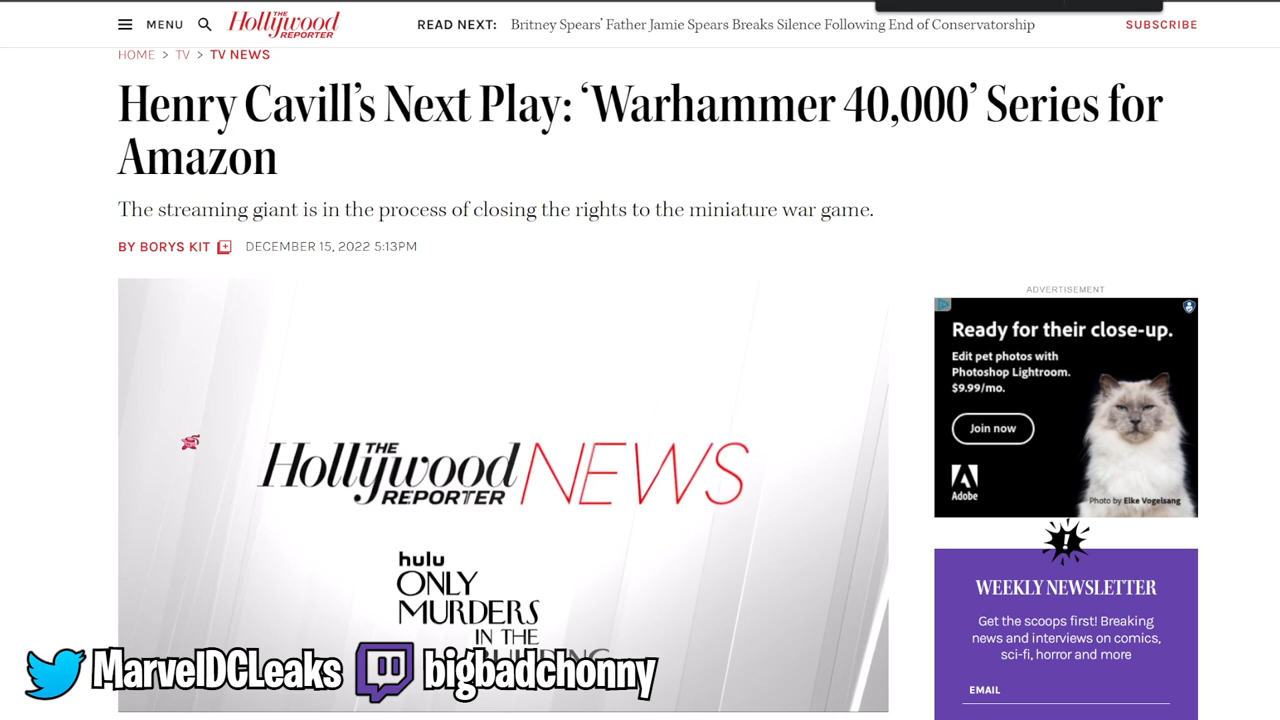 MENU
THE
Hollywood
REPORTER
READ NEXT: Britney Spears' Father Jamie Spears Breaks Silence Following End of Conservatorship
SUBSCRIBE
HOME > TV > TV NEWS
Henry Cavill's Next Play: ‘Warhammer 40,000’ Series for
Amazon
The streaming giant is in the process of closing the rights to the miniature war game.
BY BORYS KIT + DECEMBER 15, 2022 5:13PM
THE
Hollywood NEWS
REPORTER
hulu
ONLY
MURDERS
IN THE
BUILDING
ADVERTISEMENT
Ready for their close-up.
Edit pet photos with
Photoshop Lightroom.
$9.99/mo.
Join now
Adobe
Photo by Elke Vogelsang
!
WEEKLY NEWSLETTER
Get the scoops first! Breaking
news and interviews on comics,
sci-fi, horror and more
EMAIL
MarvelDCLeaks bigbadchonny